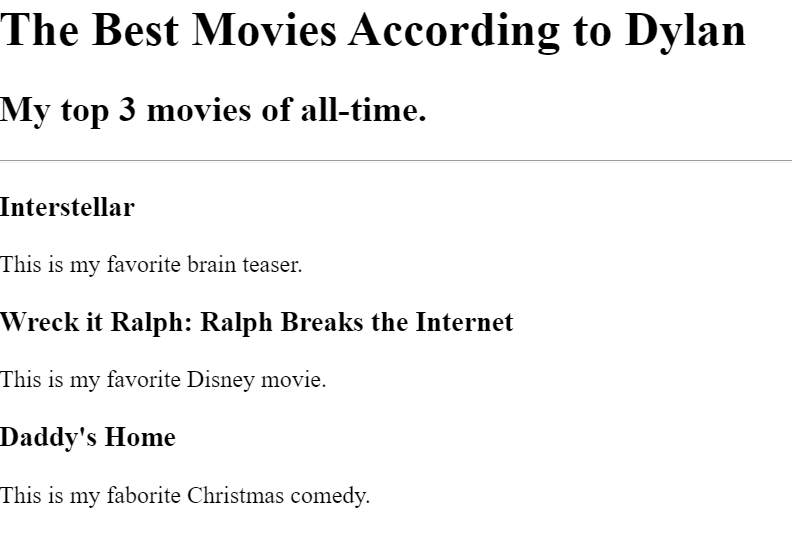 The Best Movies According to Dylan
My top 3 movies of all-time.
Interstellar
This is my favorite brain teaser.
Wreck it Ralph: Ralph Breaks the Internet
This is my favorite Disney movie.
Daddy's Home
This is my faborite Christmas comedy.